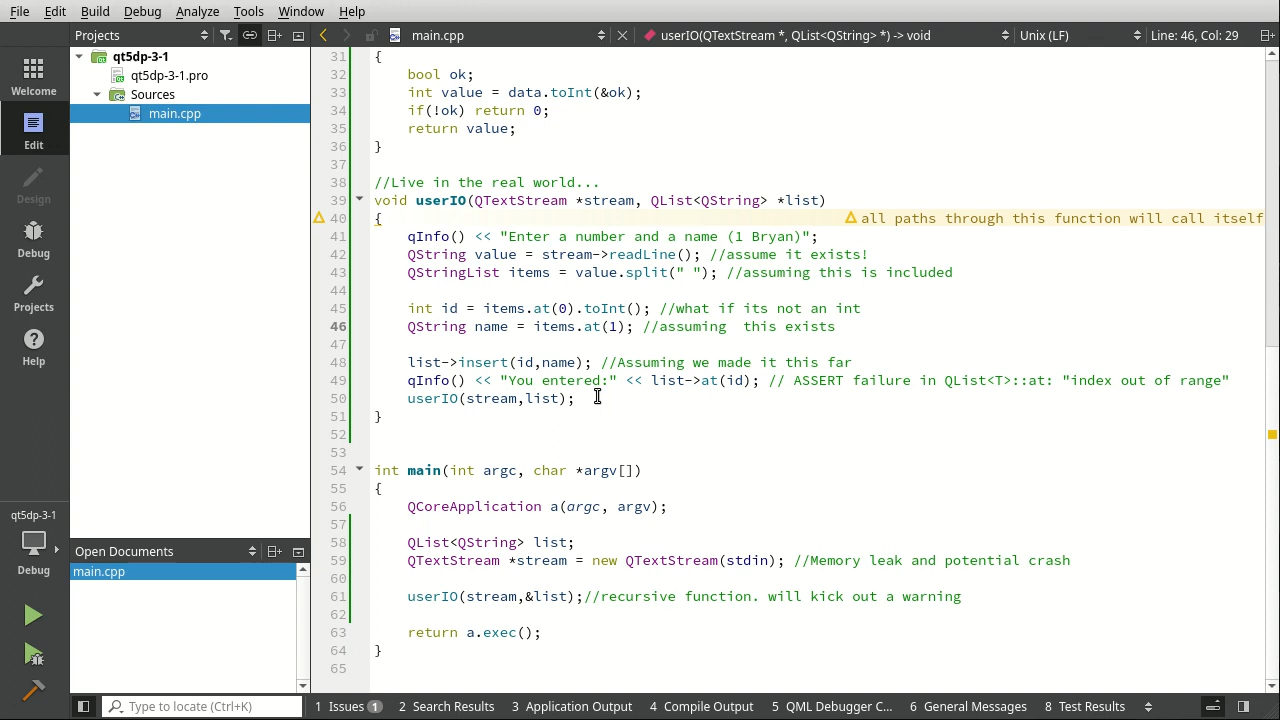 File Edit Build Debug Analyze Tools Window Help
Projects main.cpp userIO(QTextStream *, QList<QString> *) -> void Unix (LF) Line: 46, Col: 29
Welcome
Edit
Design
Debug
Projects
Help
qt5dp-3-1
Debug
qt5dp-3-1
qt5dp-3-1.pro
Sources
main.cpp
Open Documents
main.cpp
31 {
32 bool ok;
33 int value = data.toInt(&ok);
34 if(!ok) return 0;
35 return value;
36 }
37
38 //Live in the real world...
39 void userIO(QTextStream *stream, QList<QString> *list)
40 { all paths through this function will call itself
41 qInfo() << "Enter a number and a name (1 Bryan)";
42 QString value = stream->readLine(); //assume it exists!
43 QStringList items = value.split(" "); //assuming this is included
44
45 int id = items.at(0).toInt(); //what if its not an int
46 QString name = items.at(1); //assuming  this exists
47
48 list->insert(id,name); //Assuming we made it this far
49 qInfo() << "You entered:" << list->at(id); // ASSERT failure in QList<T>::at: "index out of range"
50 userIO(stream,list);
51 }
52
53
54 int main(int argc, char *argv[])
55 {
56 QCoreApplication a(argc, argv);
57
58 QList<QString> list;
59 QTextStream *stream = new QTextStream(stdin); //Memory leak and potential crash
60
61 userIO(stream,&list);//recursive function. will kick out a warning
62
63 return a.exec();
64 }
65
Type to locate (Ctrl+K) 1 Issues 1 2 Search Results 3 Application Output 4 Compile Output 5 QML Debugger C... 6 General Messages 8 Test Results